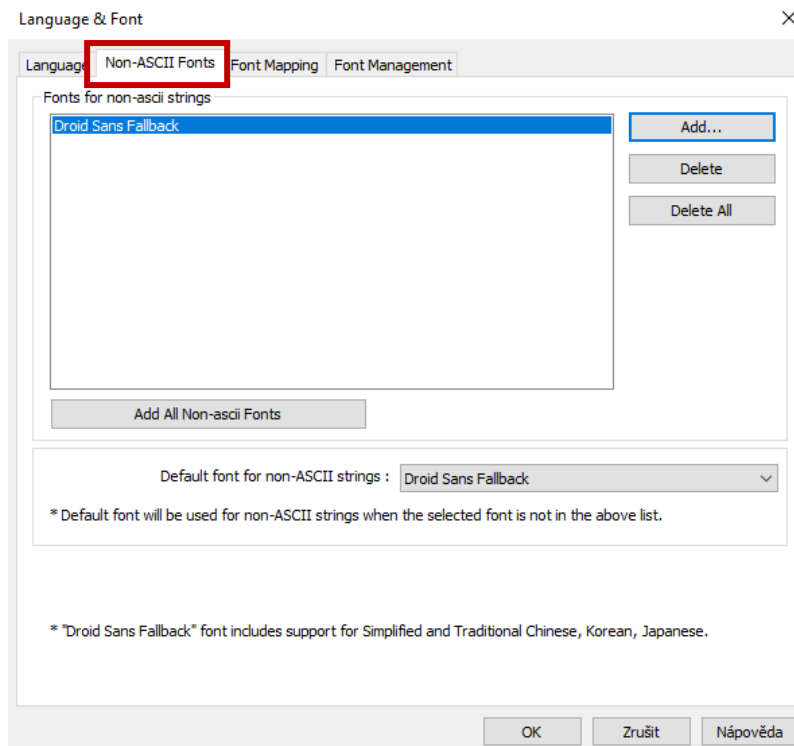 Language & Font
Language Non-ASCII Fonts Font Mapping Font Management
Fonts for non-ascii strings
Droid Sans Fallback
Add...
Delete
Delete All
Add All Non-ascii Fonts
Default font for non-ASCII strings : Droid Sans Fallback
* Default font will be used for non-ASCII strings when the selected font is not in the above list.
* "Droid Sans Fallback" font includes support for Simplified and Traditional Chinese, Korean, Japanese.
OK Zrušit Nápověda